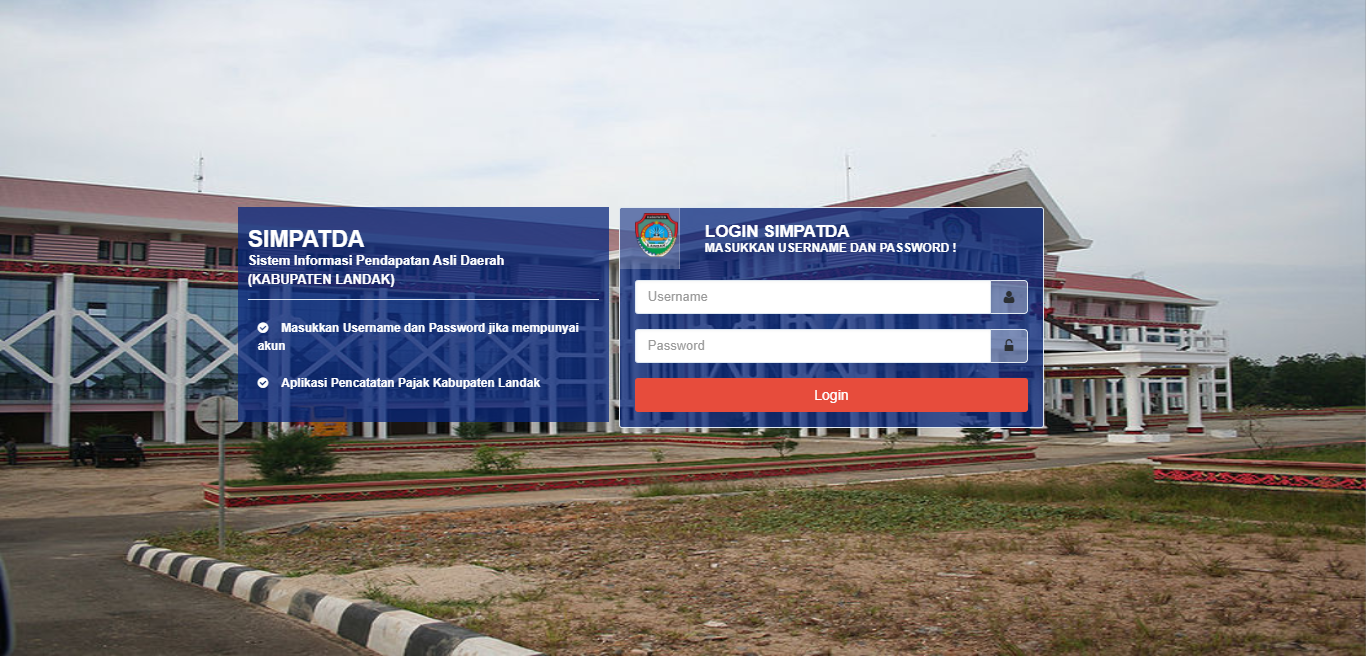 SIMPATDA
Sistem Informasi Pendapatan Asli Daerah
(KABUPATEN LANDAK)
Masukkan Username dan Password jika mempunyai
akun
Aplikasi Pencatatan Pajak Kabupaten Landak
LOGIN SIMPATDA
MASUKKAN USERNAME DAN PASSWORD !
Username
Password
Login